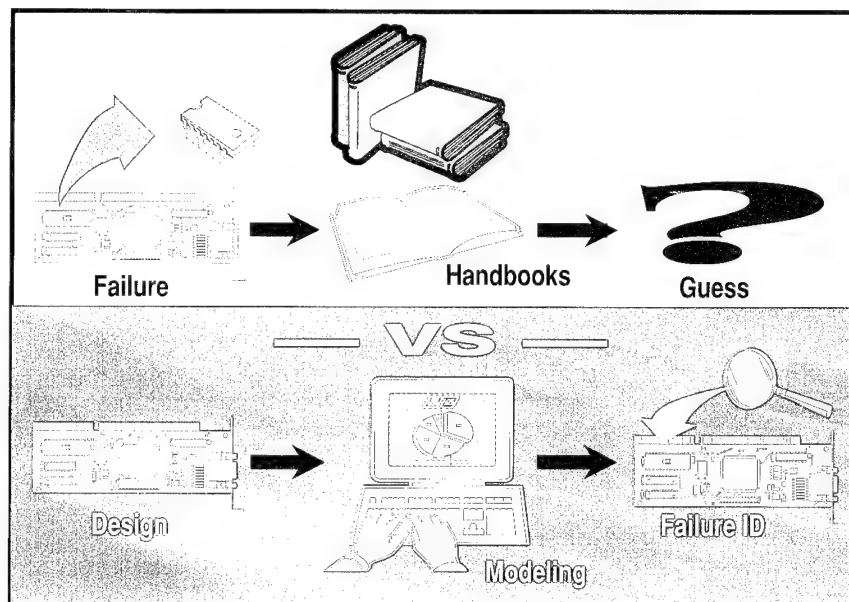 Failure
Handbooks
Guess
VS
Design
Modeling
Failure ID